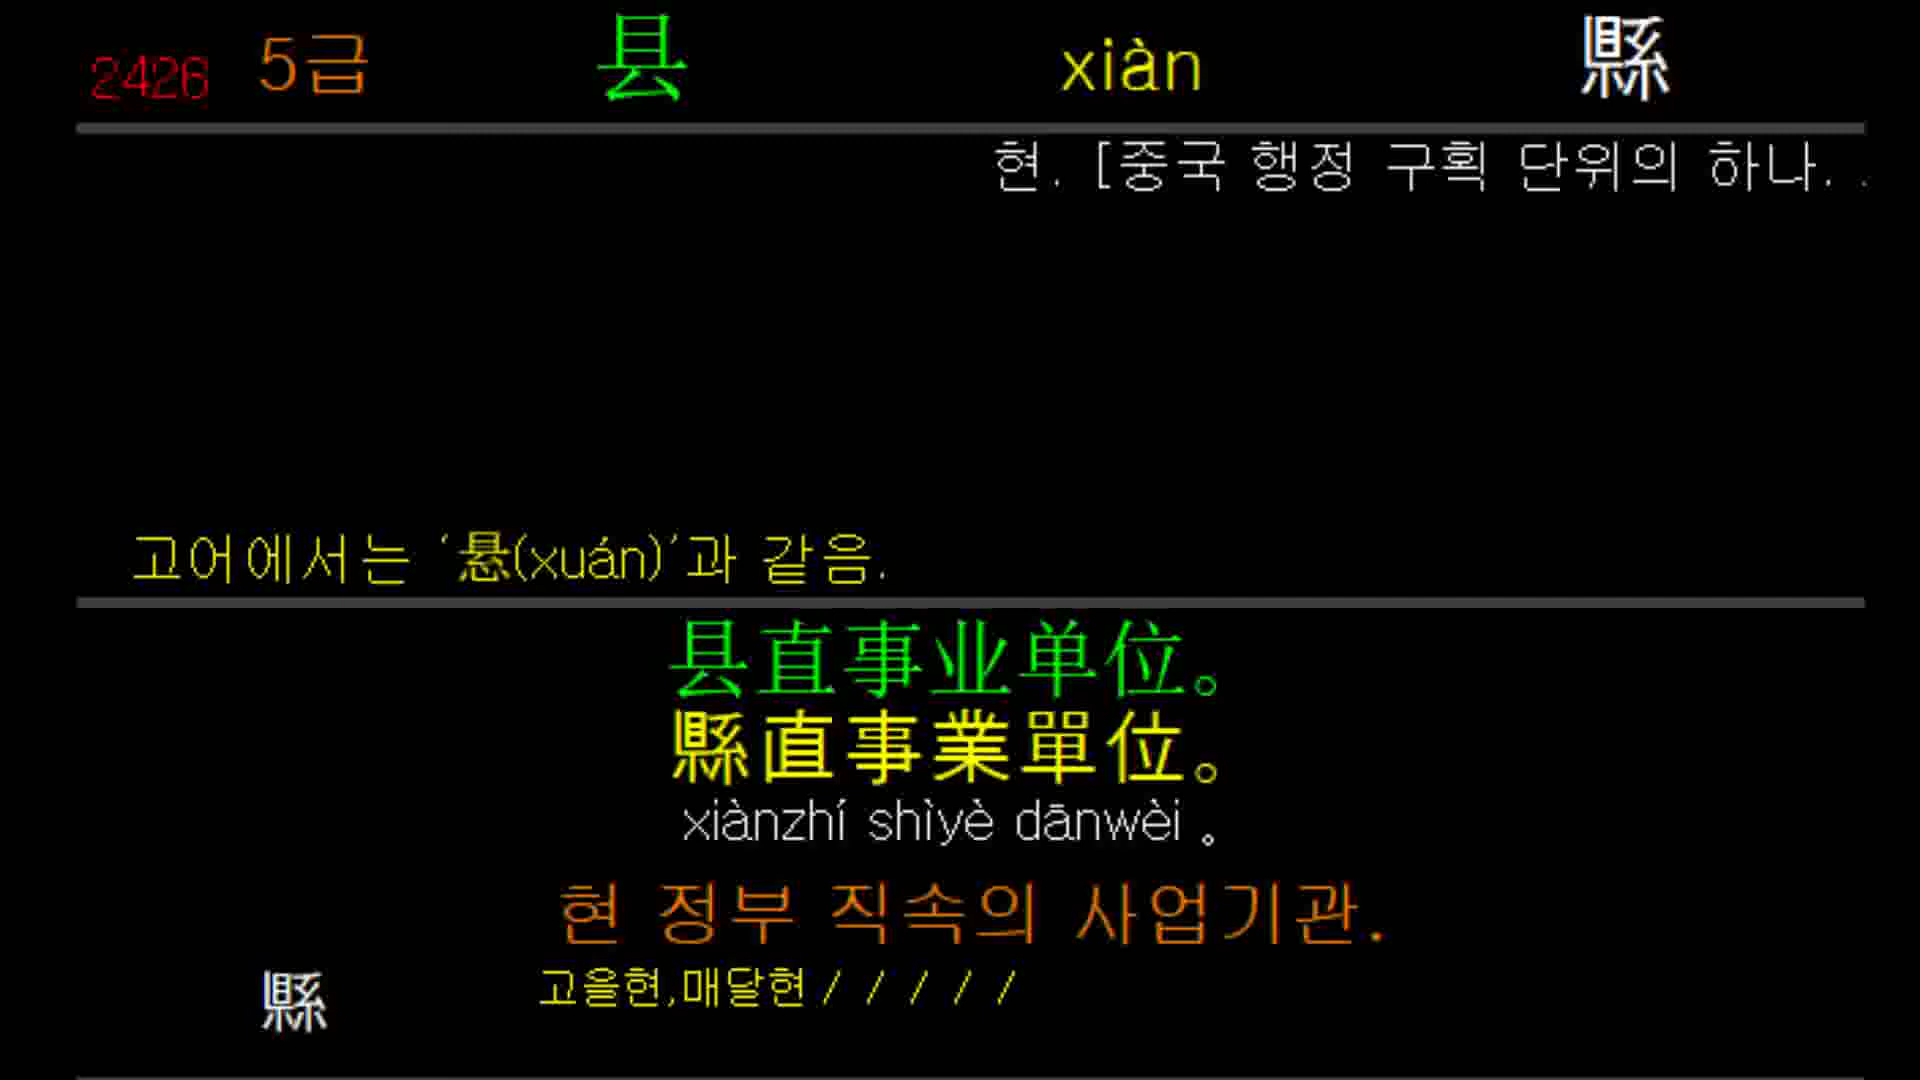 2426 5급 县 xiàn 縣
현. [중국 행정 구획 단위의 하나. .
고어에서는 ‘悬(xuán)’과 같음.
县直事业单位。
縣直事業單位。
xiànzhí shìyè dānwèi 。
현 정부 직속의 사업기관.
縣 고을현,매달현 / / / / /